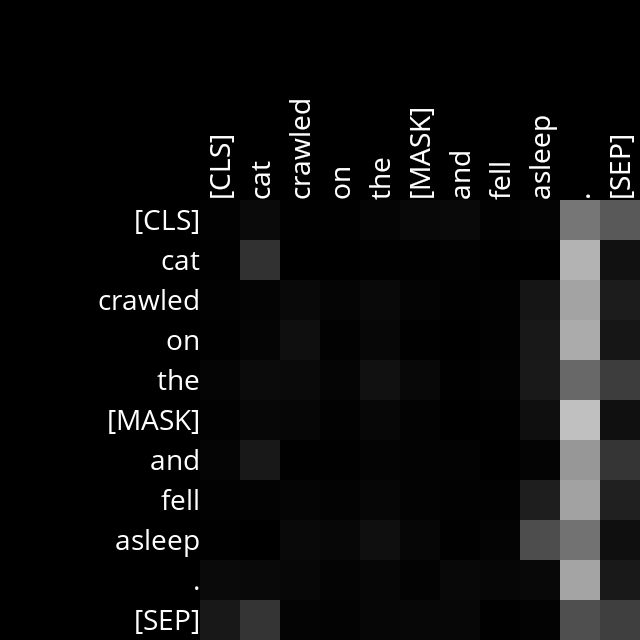 [CLS] cat crawled on the [MASK] and fell asleep . [SEP]
[CLS]
cat
crawled
on
the
[MASK]
and
fell
asleep
.
[SEP]